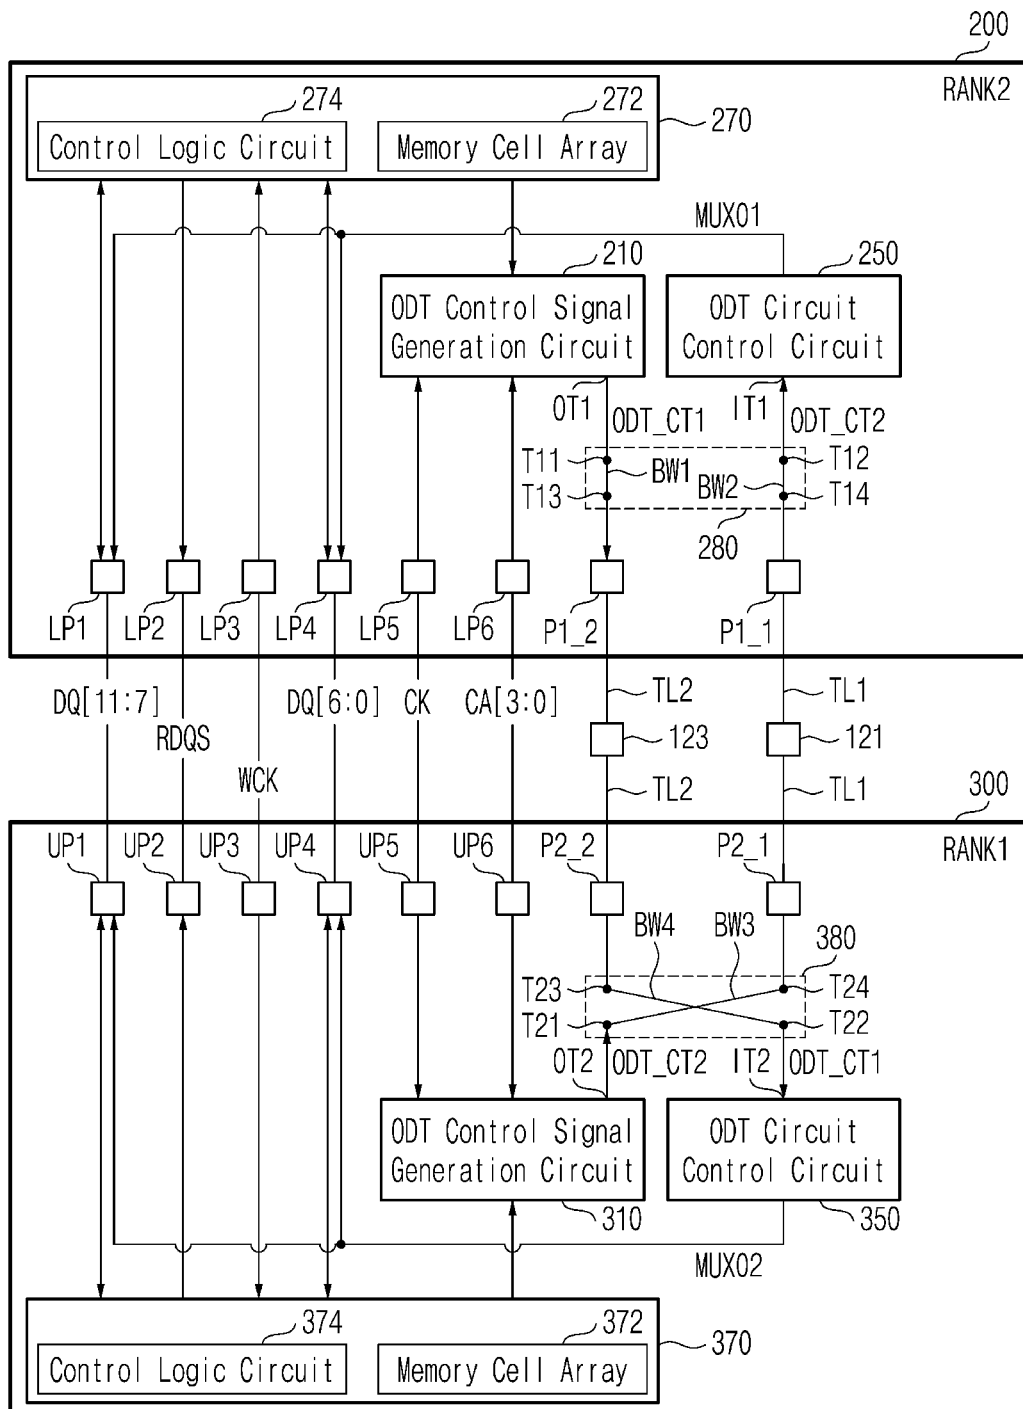 200
RANK2
274
272
270
Control Logic Circuit
Memory Cell Array
MUXO1
210
250
ODT Control Signal
Generation Circuit
ODT Circuit
Control Circuit
OT1
ODT_CT1
IT1
ODT_CT2
T11
BW1
T12
T13
BW2
T14
280
LP1
LP2
LP3
LP4
LP5
LP6
P1_2
P1_1
DQ[11:7]
RDQS
WCK
DQ[6:0]
CK
CA[3:0]
TL2
TL1
123
121
TL2
TL1
300
RANK1
UP1
UP2
UP3
UP4
UP5
UP6
P2_2
P2_1
BW4
BW3
380
T23
T24
T21
T22
OT2
ODT_CT2
IT2
ODT_CT1
ODT Control Signal
Generation Circuit
ODT Circuit
Control Circuit
310
350
MUXO2
374
372
370
Control Logic Circuit
Memory Cell Array